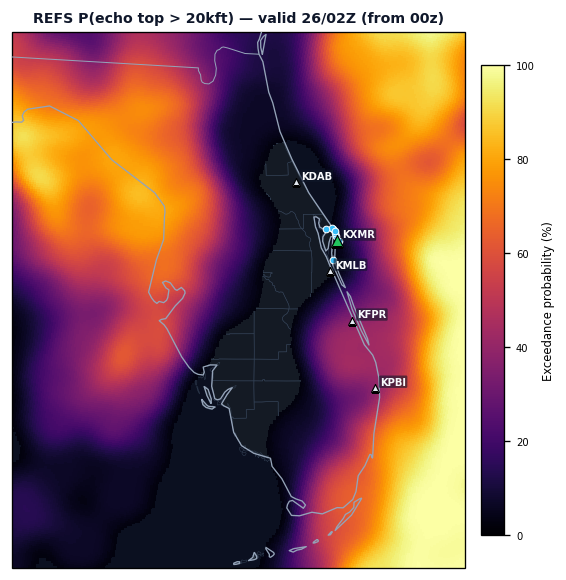 REFS P(echo top > 20kft) — valid 26/02Z (from 00z)
KDAB
KXMR
KMLB
KFPR
KPBI
100
80
60
40
20
0
Exceedance probability (%)